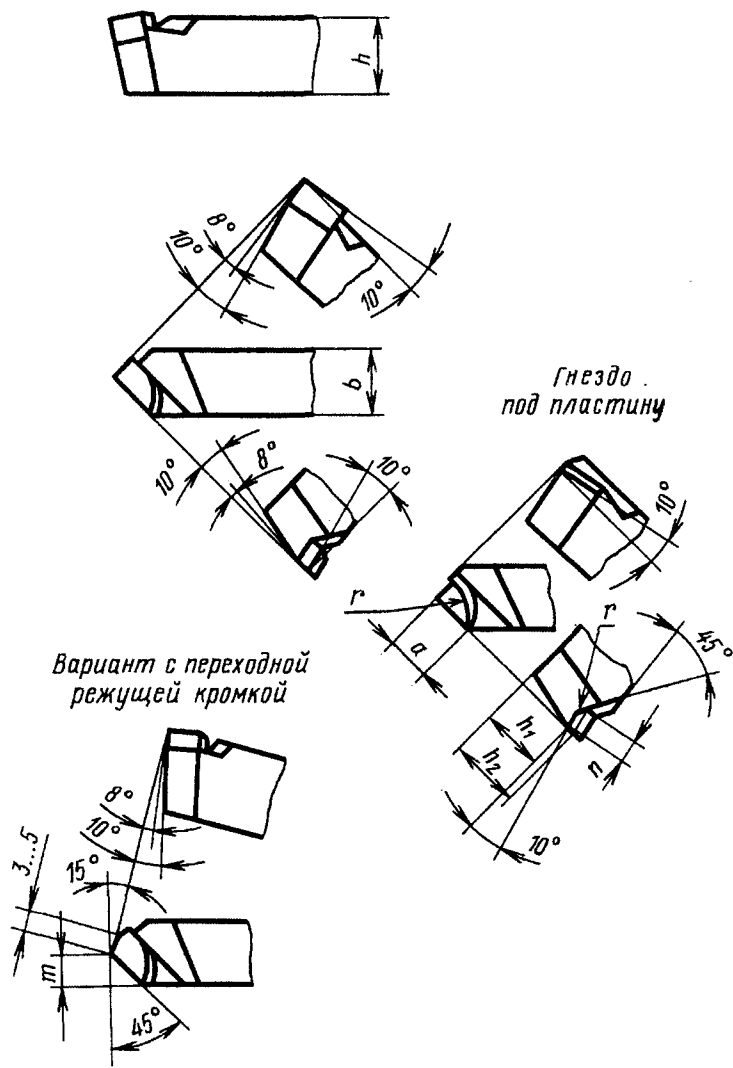 h
8°
10°
10°
b
Гнездо
под пластину
10°
8°
10°
10°
r
r
a
45°
Вариант с переходной
режущей кромкой
h₁
h₂
n
8°
10°
10°
3...5
15°
m
45°